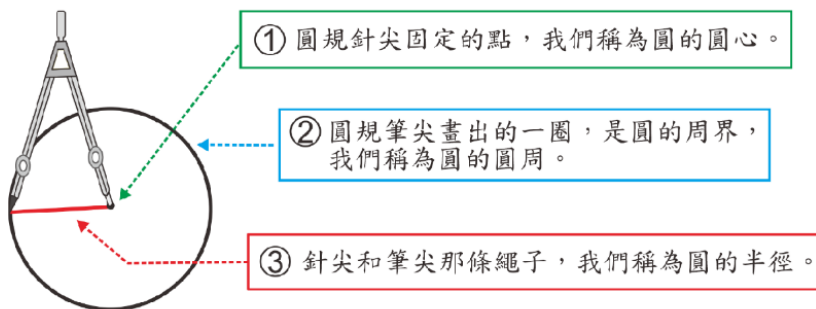 ①圓規針尖固定的點，我們稱為圓的圓心。
②圓規筆尖畫出的一圈，是圓的周界，
我們稱為圓的圓周。
③針尖和筆尖那條繩子，我們稱為圓的半徑。